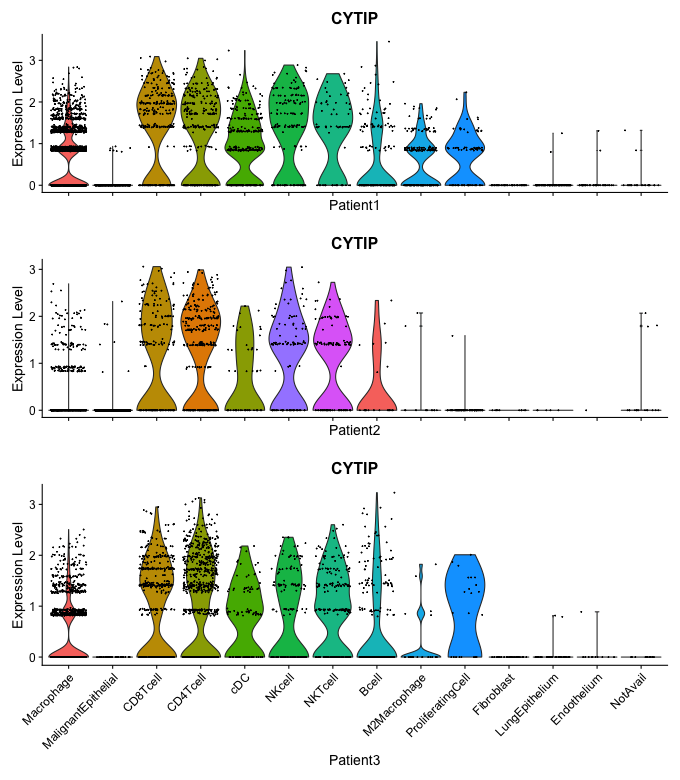 CYTIP
Expression Level
3
2
1
0
Patient1
CYTIP
Expression Level
3
2
1
0
Patient2
CYTIP
Expression Level
3
2
1
0
Macrophage
MalignantEpithelial
CD8Tcell
CD4Tcell
cDC
NKcell
NKTcell
Bcell
M2Macrophage
ProliferatingCell
Fibroblast
LungEpithelium
Endothelium
NotAvail
Patient3